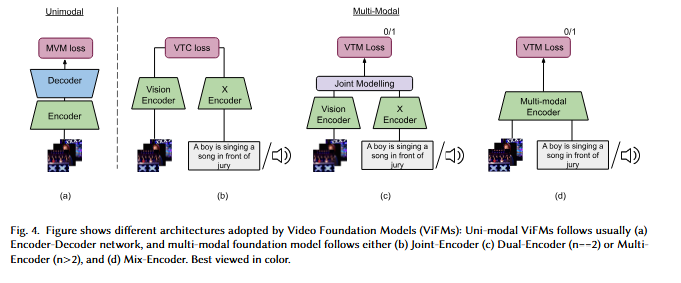 Unimodal
Multi-Modal
MVM loss
Decoder
Encoder
(a)
VTC loss
Vision
Encoder
X
Encoder
A boy is singing a
song in front of
jury
(b)
0/1
VTM Loss
Joint Modelling
Vision
Encoder
X
Encoder
A boy is singing a
song in front of
jury
(c)
0/1
VTM Loss
Multi-modal
Encoder
A boy is singing a
song in front of
jury
(d)
Fig. 4. Figure shows different architectures adopted by Video Foundation Models (ViFMs): Uni-modal ViFMs follows usually (a)
Encoder-Decoder network, and multi-modal foundation model follows either (b) Joint-Encoder (c) Dual-Encoder (n--2) or Multi-
Encoder (n>2), and (d) Mix-Encoder. Best viewed in color.